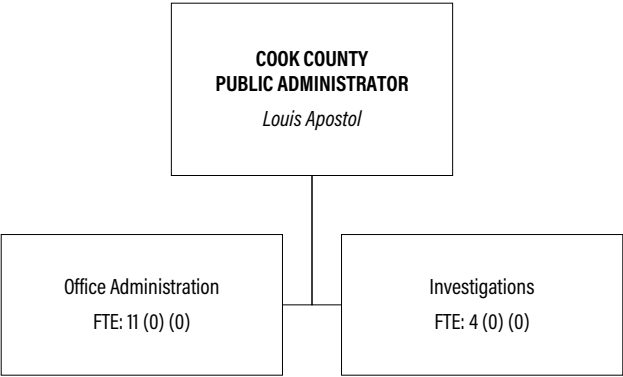 COOK COUNTY
PUBLIC ADMINISTRATOR
Louis Apostol
Office Administration
FTE: 11 (0) (0)
Investigations
FTE: 4 (0) (0)